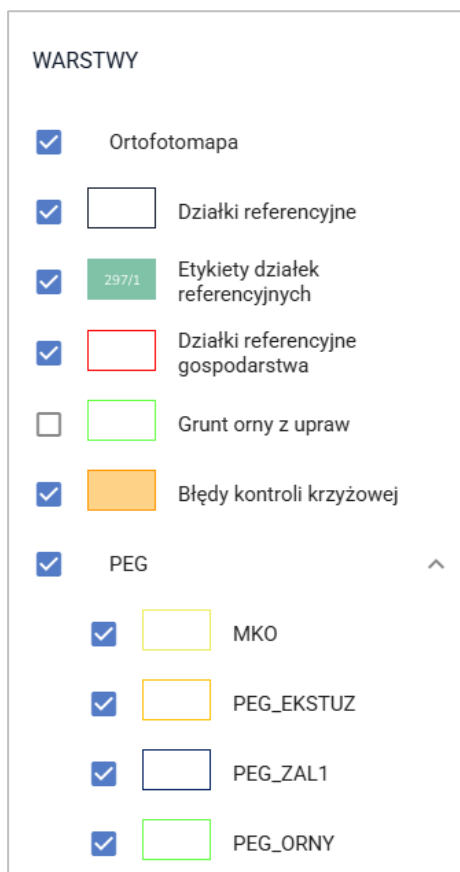 WARSTWY
Ortofotomapa
Działki referencyjne
297/1
Etykiety działek
referencyjnych
Działki referencyjne
gospodarstwa
Grunt orny z upraw
Błędy kontroli krzyżowej
PEG
MKO
PEG_EKSTUZ
PEG_ZAL1
PEG_ORNY